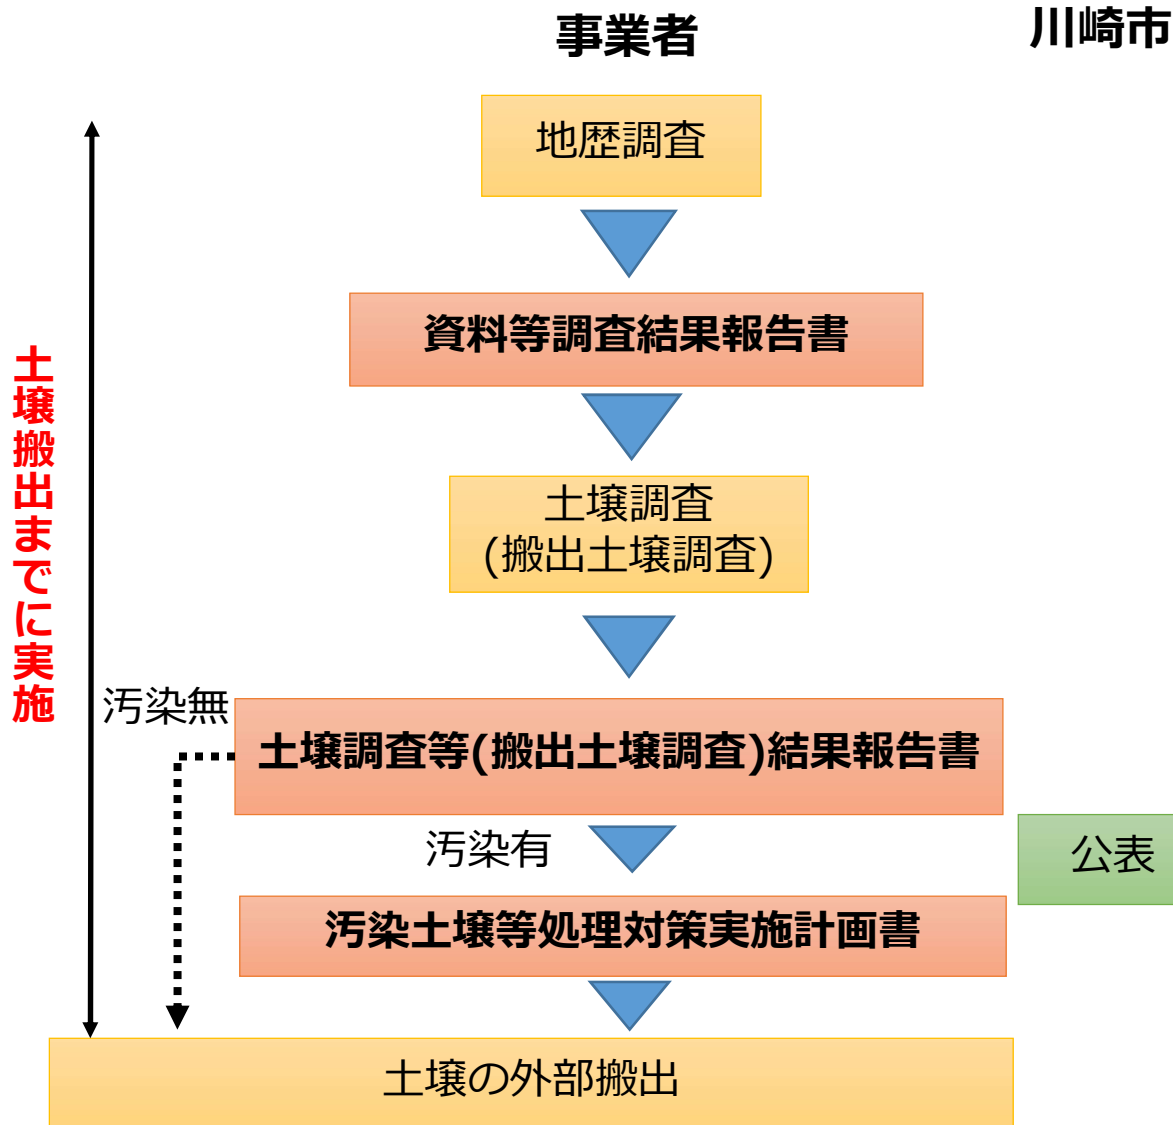 事業者
川崎市
地歴調査
資料等調査結果報告書
土壌調査
(搬出土壌調査)
土壌搬出までに実施
汚染無
土壌調査等(搬出土壌調査)結果報告書
汚染有
公表
汚染土壌等処理対策実施計画書
土壌の外部搬出